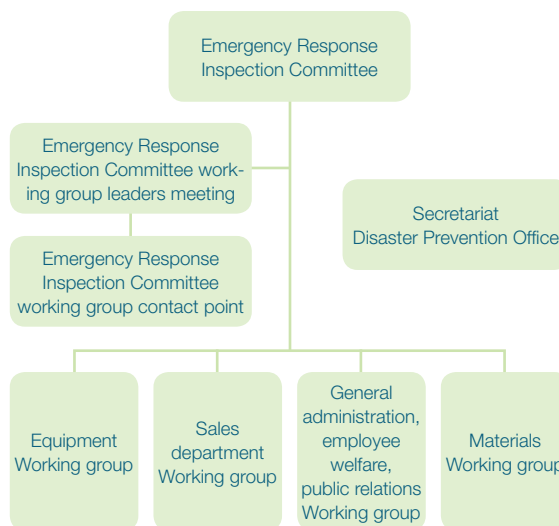 Emergency Response
Inspection Committee
Emergency Response
Inspection Committee work-
ing group leaders meeting
Secretariat
Disaster Prevention Office
Emergency Response
Inspection Committee
working group contact point
Equipment
Working group
Sales
department
Working group
General
administration,
employee
welfare,
public relations
Working group
Materials
Working group